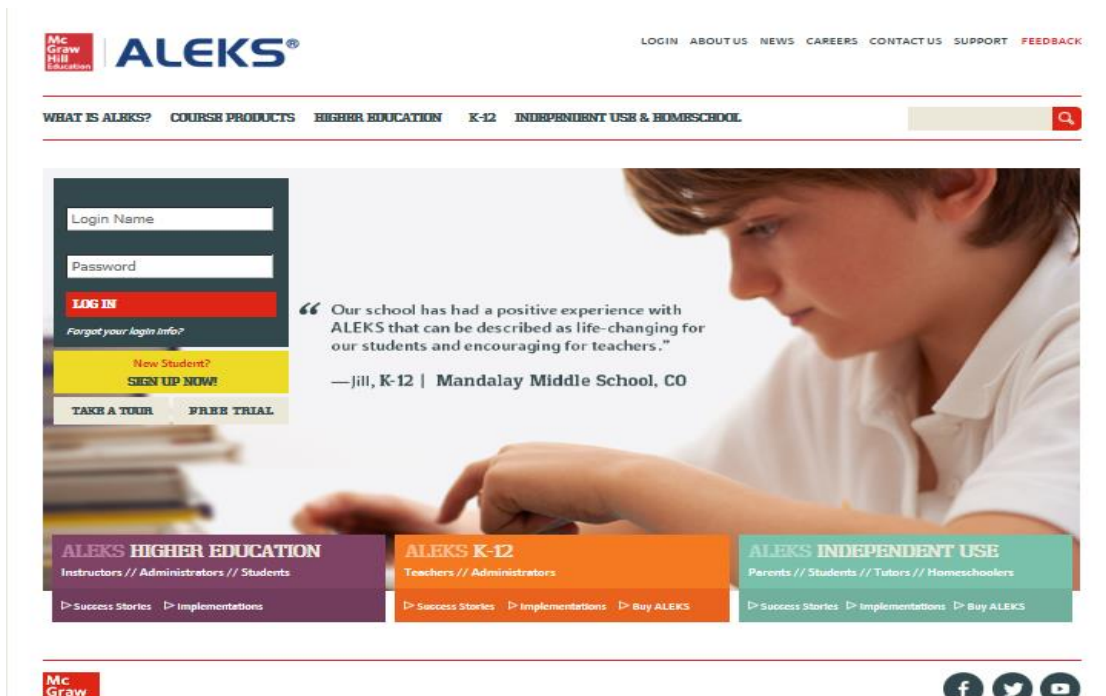 Mc
Graw
Hill
Education
ALEKS®
LOGIN ABOUT US NEWS CAREERS CONTACT US SUPPORT FEEDBACK
WHAT IS ALEKS? COURSE PRODUCTS HIGHER EDUCATION K-12 INDEPENDENT USE & HOMESCHOOL
Login Name
Password
LOG IN
Forgot your login info?
New Student?
SIGN UP NOW!
TAKE A TOUR FREE TRIAL
“ Our school has had a positive experience with
ALEKS that can be described as life-changing for
our students and encouraging for teachers.”
—Jill, K-12 | Mandalay Middle School, CO
ALEKS HIGHER EDUCATION
Instructors // Administrators // Students
▷ Success Stories ▷ Implementations
ALEKS K-12
Teachers // Administrators
▷ Success Stories ▷ Implementations ▷ Buy ALEKS
ALEKS INDEPENDENT USE
Parents // Students // Tutors // Homeschoolers
▷ Success Stories ▷ Implementations ▷ Buy ALEKS
Mc
Graw